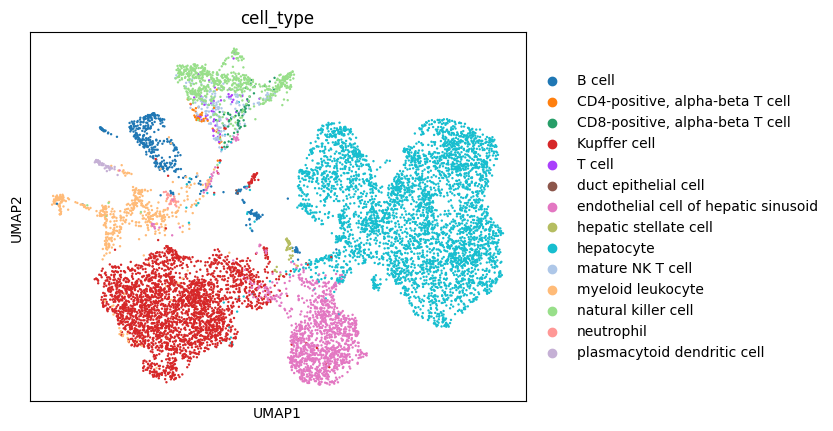 cell_type
B cell
CD4-positive, alpha-beta T cell
CD8-positive, alpha-beta T cell
Kupffer cell
T cell
duct epithelial cell
endothelial cell of hepatic sinusoid
hepatic stellate cell
hepatocyte
mature NK T cell
myeloid leukocyte
natural killer cell
neutrophil
plasmacytoid dendritic cell
UMAP2
UMAP1